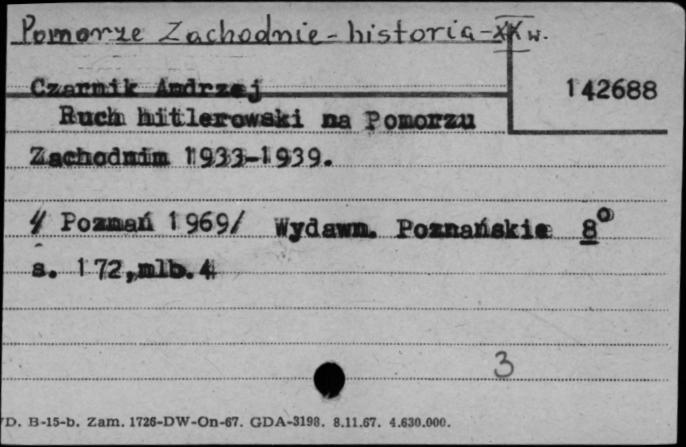 Pomorze Zachodnie - historia - XX w.
Czarnik Andrzej
142688
Ruch hitlerowski na Pomorzu
Zachodnim 1933-1939.
/ Poznań 1969/ Wydawn. Poznańskie 8°
s. 172, nlb. 4
3
D. B-15-b. Zam. 1726-DW-On-67. GDA-3198. 8.11.67. 4.630.000.